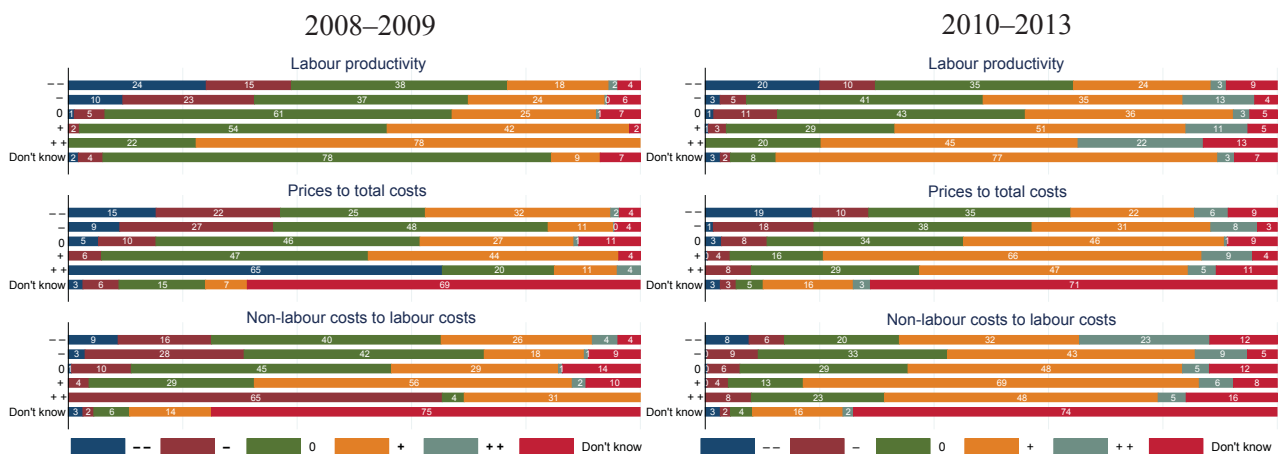 2008–2009
Labour productivity
– – 24 15 38 18 2 4
– 10 23 37 24 0 6
0 1 5 61 25 1 7
+ 2 54 42 2
+ + 22 78
Don't know 2 4 78 9 7
Prices to total costs
– – 15 22 25 32 2 4
– 9 27 48 11 0 4
0 5 10 46 27 1 11
+ 6 47 44 4
+ + 65 20 11 4
Don't know 3 6 15 7 69
Non-labour costs to labour costs
– – 9 16 40 26 4 4
– 3 28 42 18 1 9
0 1 10 45 29 1 14
+ 4 29 56 2 10
+ + 65 4 31
Don't know 3 2 6 14 75
– – – 0 + + + Don't know
2010–2013
Labour productivity
– – 20 10 35 24 3 9
– 3 5 41 35 13 4
0 1 11 43 36 3 5
+ 3 29 51 11 5
+ + 20 45 22 13
Don't know 3 2 8 77 3 7
Prices to total costs
– – 19 10 35 22 6 9
– 1 18 38 31 8 3
0 3 8 34 46 1 9
+ 0 4 16 66 9 4
+ + 8 29 47 5 11
Don't know 3 3 5 16 3 71
Non-labour costs to labour costs
– – 8 6 20 32 23 12
– 0 9 33 43 9 5
0 0 6 29 48 5 12
+ 0 4 13 69 6 8
+ + 8 23 48 5 16
Don't know 3 2 4 16 2 74
– – – 0 + + + Don't know